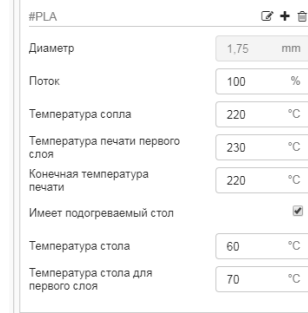 #PLA
Диаметр 1,75 mm
Поток 100 %
Температура сопла 220 °C
Температура печати первого
слоя 230 °C
Конечная температура
печати 220 °C
Имеет подогреваемый стол
Температура стола 60 °C
Температура стола для
первого слоя 70 °C